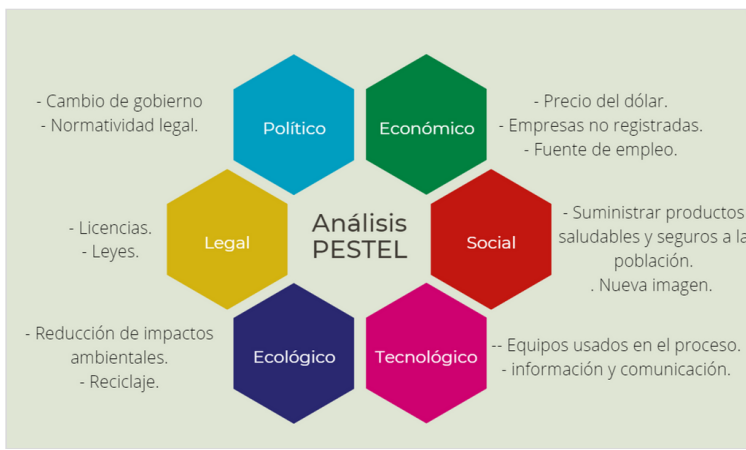 - Cambio de gobierno
- Normatividad legal.
Político
Económico
- Precio del dólar.
- Empresas no registradas.
- Fuente de empleo.
- Licencias.
- Leyes.
Legal
Análisis
PESTEL
Social
- Suministrar productos
saludables y seguros a la
población.
. Nueva imagen.
- Reducción de impactos
ambientales.
- Reciclaje.
Ecológico
Tecnológico
-- Equipos usados en el proceso.
- información y comunicación.